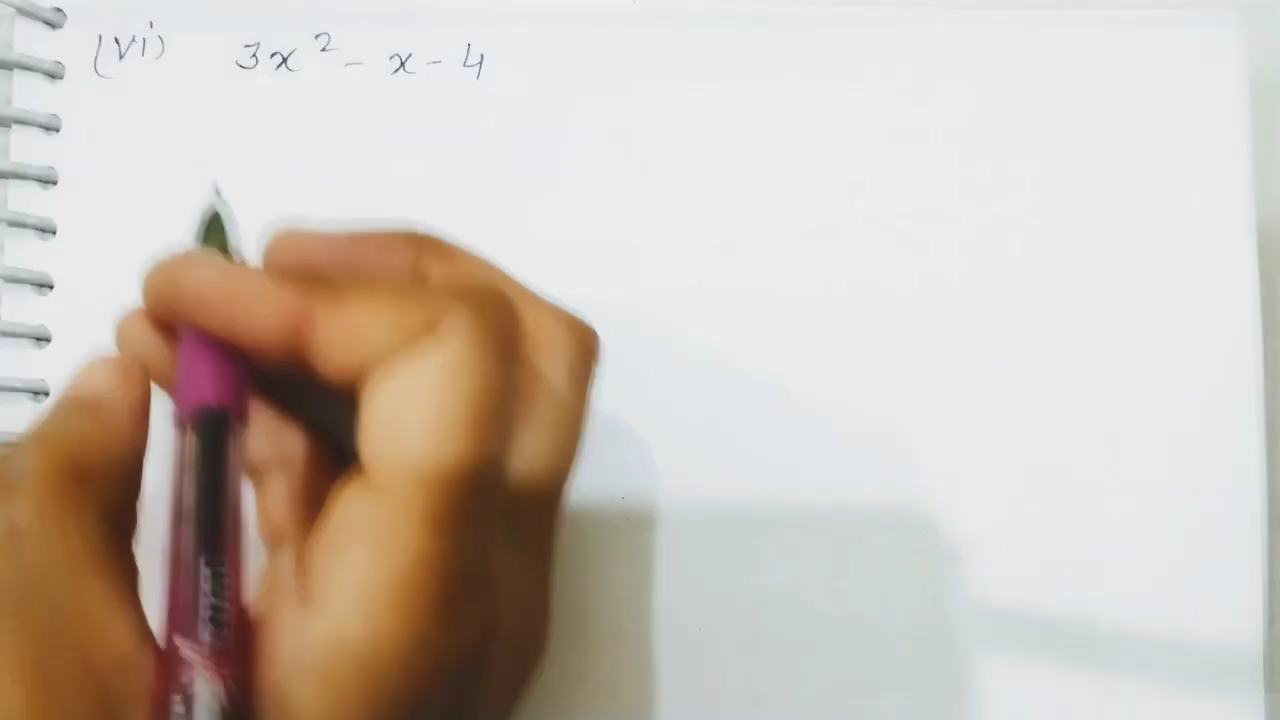 (vi) 3x² - x - 4